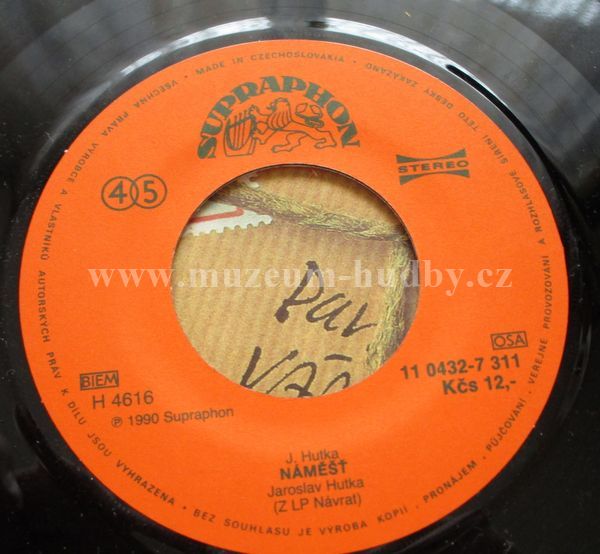 • VŠECHNA PRÁVA VÝROBCE A VLASTNÍKŮ AUTORSKÝCH PRÁV K DÍLU JSOU VYHRAZENA • BEZ SOUHLASU JE VÝROBA KOPIÍ • PRONÁJEM • PŮJČOVÁNÍ • VEŘEJNÉ PROVOZOVÁNÍ A ROZHLASOVÉ ŠÍŘENÍ TÉTO DESKY ZAKÁZÁNO • MADE IN CZECHOSLOVAKIA
SUPRAPHON
STEREO
45
www.muzeum-hudby.cz
BIEM
H 4616
℗ 1990 Supraphon
OSA
11 0432-7 311
Kčs 12,-
J. Hutka
NÁMĚŠŤ
Jaroslav Hutka
(Z LP Návrat)